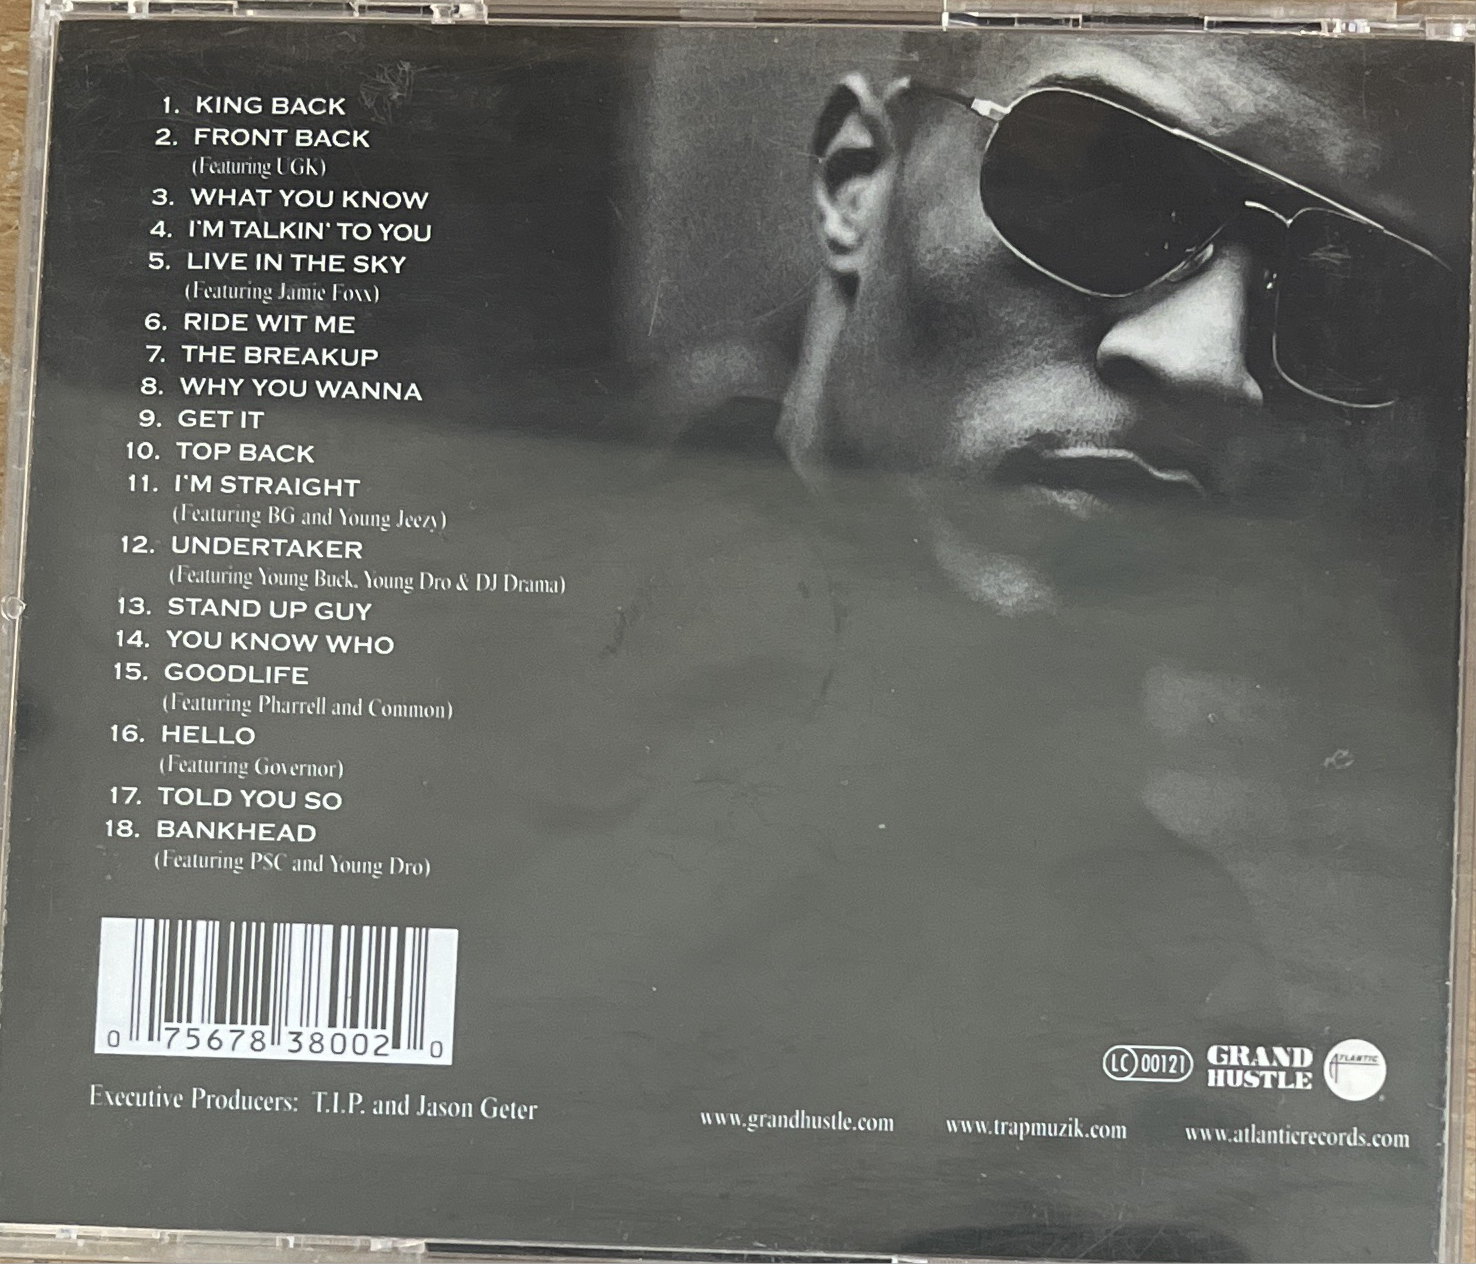 1. KING BACK
2. FRONT BACK
(Featuring UGK)
3. WHAT YOU KNOW
4. I'M TALKIN' TO YOU
5. LIVE IN THE SKY
(Featuring Jamie Foxx)
6. RIDE WIT ME
7. THE BREAKUP
8. WHY YOU WANNA
9. GET IT
10. TOP BACK
11. I'M STRAIGHT
(Featuring BG and Young Jeezy)
12. UNDERTAKER
(Featuring Young Buck, Young Dro & DJ Drama)
13. STAND UP GUY
14. YOU KNOW WHO
15. GOODLIFE
(Featuring Pharrell and Common)
16. HELLO
(Featuring Governor)
17. TOLD YOU SO
18. BANKHEAD
(Featuring PSC and Young Dro)
0 75678 38002 0
Executive Producers: T.I.P. and Jason Geter
LC 00121
GRAND
HUSTLE
ATLANTIC
www.grandhustle.com
www.trapmuzik.com
www.atlanticrecords.com